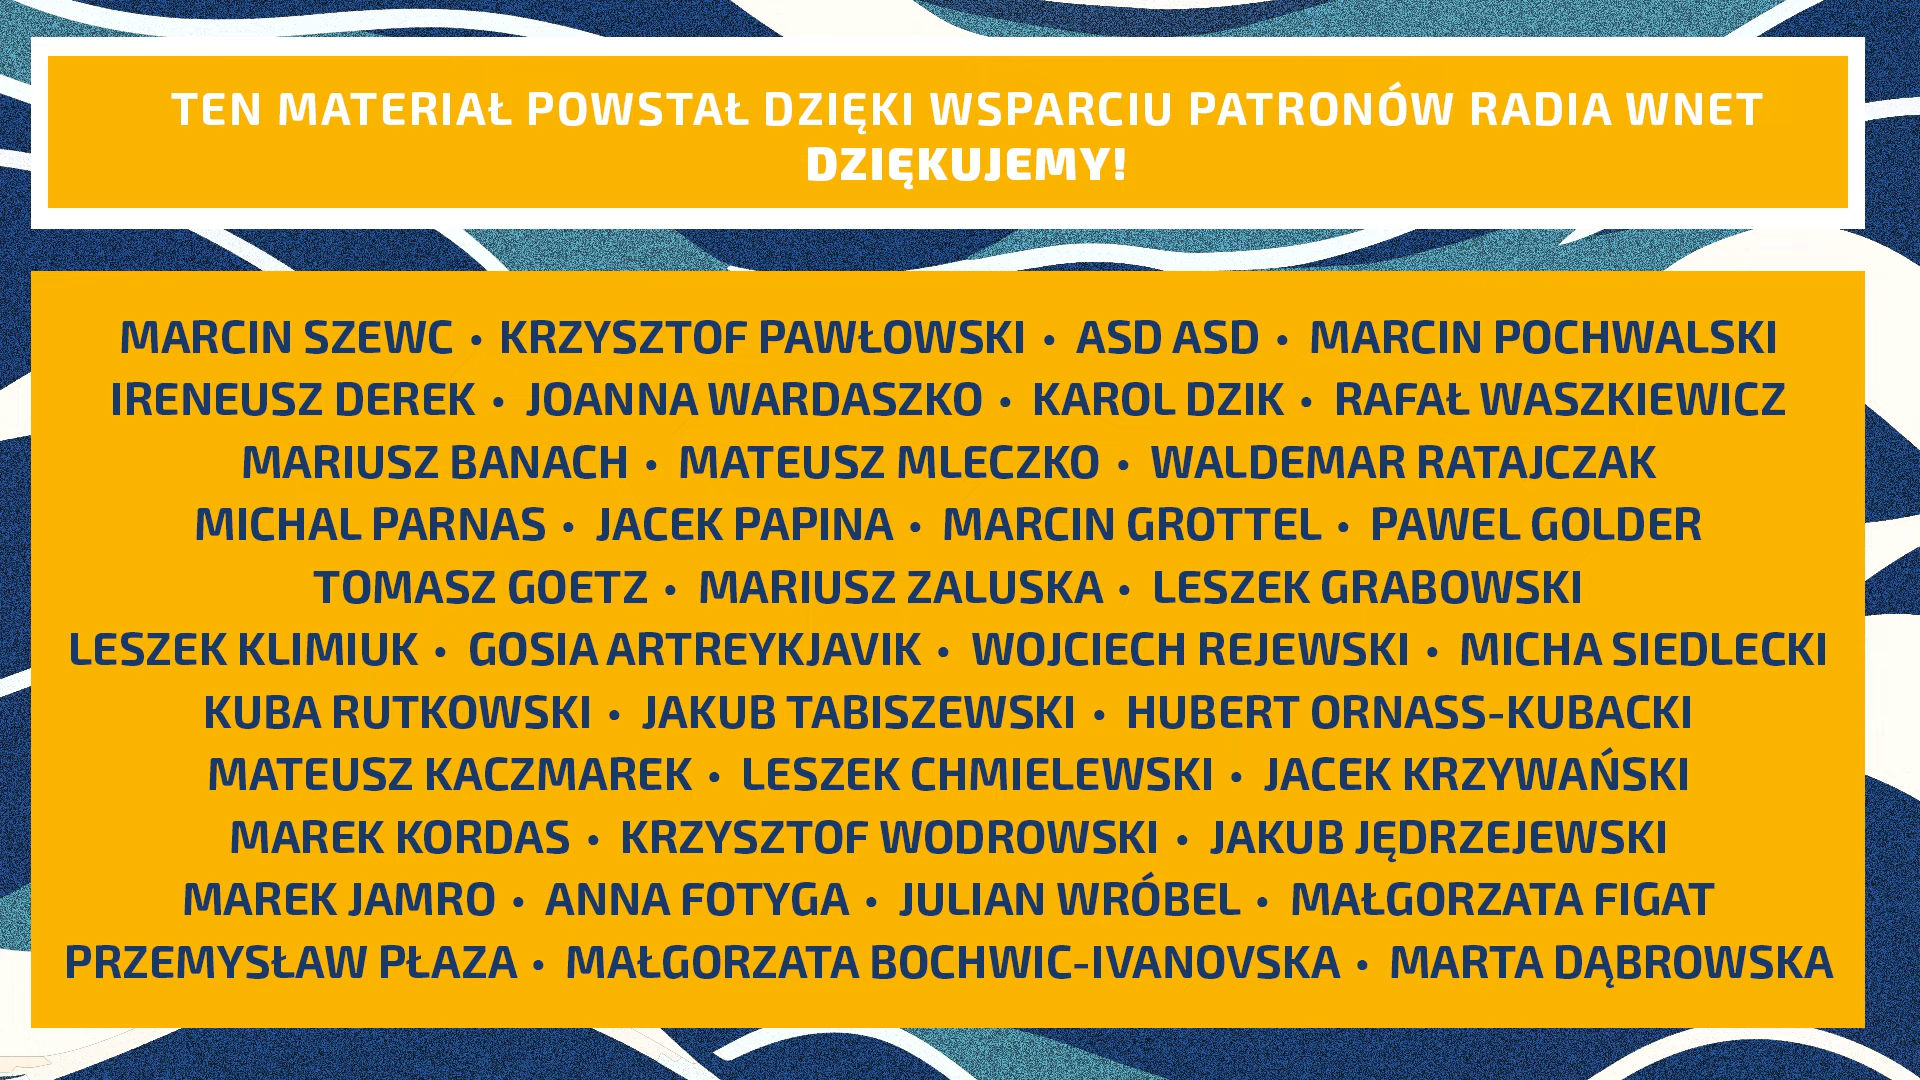 TEN MATERIAŁ POWSTAŁ DZIĘKI WSPARCIU PATRONÓW RADIA WNET
DZIĘKUJEMY!
MARCIN SZEWC • KRZYSZTOF PAWŁOWSKI • ASD ASD • MARCIN POCHWALSKI
IRENEUSZ DEREK • JOANNA WARDASZKO • KAROL DZIK • RAFAŁ WASZKIEWICZ
MARIUSZ BANACH • MATEUSZ MLECZKO • WALDEMAR RATAJCZAK
MICHAL PARNAS • JACEK PAPINA • MARCIN GROTTEL • PAWEL GOLDER
TOMASZ GOETZ • MARIUSZ ZALUSKA • LESZEK GRABOWSKI
LESZEK KLIMIUK • GOSIA ARTREYKJAVIK • WOJCIECH REJEWSKI • MICHA SIEDLECKI
KUBA RUTKOWSKI • JAKUB TABISZEWSKI • HUBERT ORNASS-KUBACKI
MATEUSZ KACZMAREK • LESZEK CHMIELEWSKI • JACEK KRZYWAŃSKI
MAREK KORDAS • KRZYSZTOF WODROWSKI • JAKUB JĘDRZEJEWSKI
MAREK JAMRO • ANNA FOTYGA • JULIAN WRÓBEL • MAŁGORZATA FIGAT
PRZEMYSŁAW PŁAZA • MAŁGORZATA BOCHWIC-IVANOVSKA • MARTA DĄBROWSKA